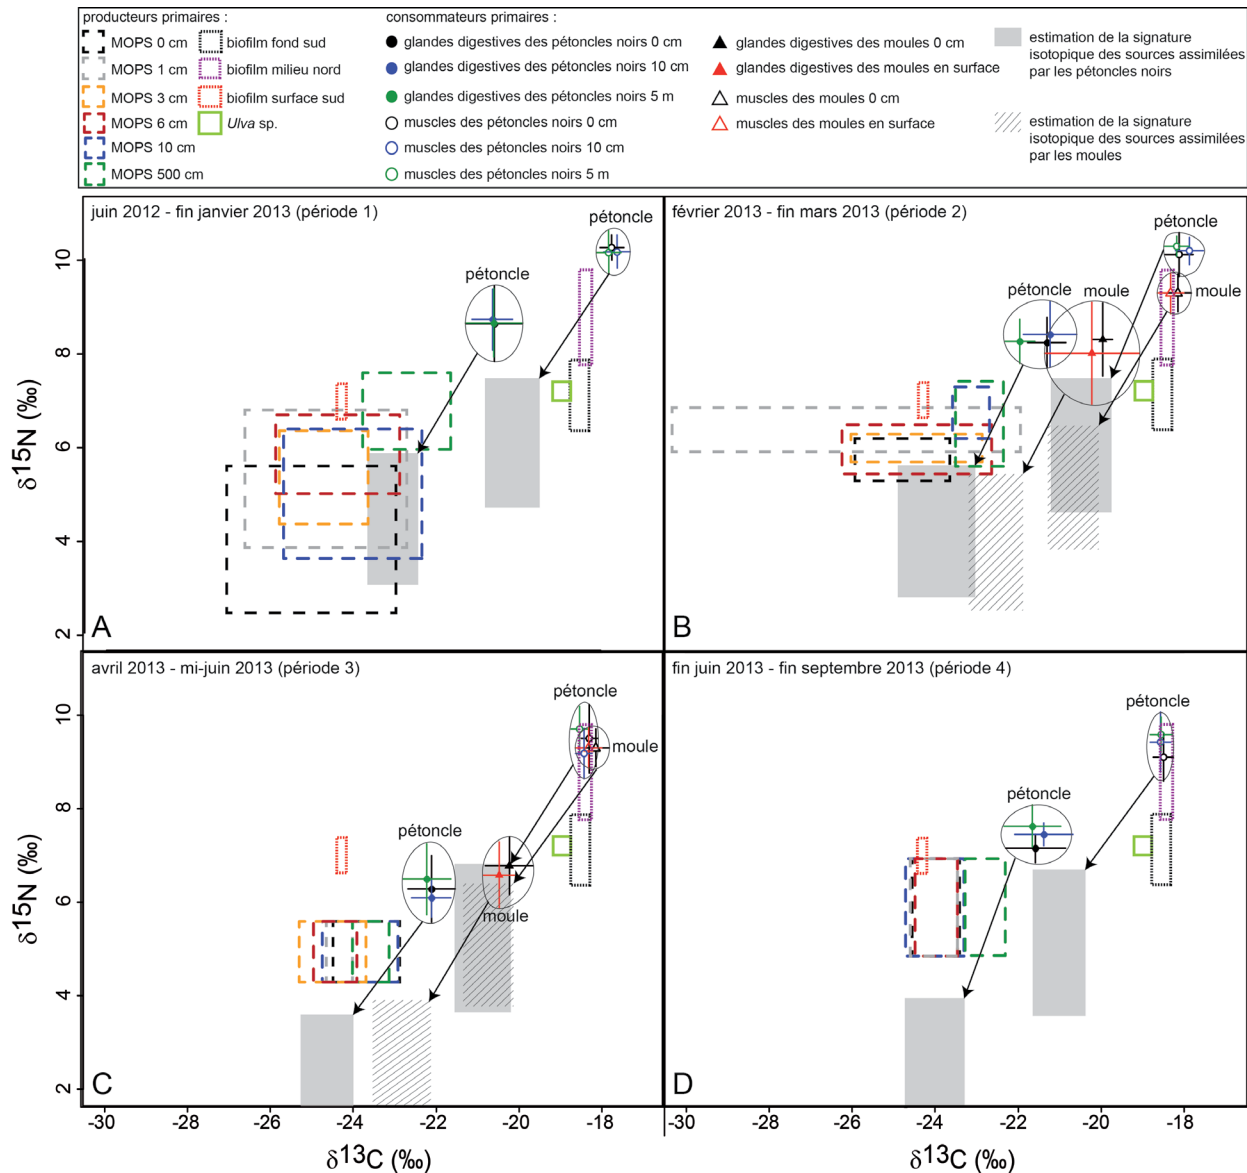 producteurs primaires :
MOPS 0 cm
MOPS 1 cm
MOPS 3 cm
MOPS 6 cm
MOPS 10 cm
MOPS 500 cm
biofilm fond sud
biofilm milieu nord
biofilm surface sud
Ulva sp.
consommateurs primaires :
glandes digestives des pétoncles noirs 0 cm
glandes digestives des pétoncles noirs 10 cm
glandes digestives des pétoncles noirs 5 m
muscles des pétoncles noirs 0 cm
muscles des pétoncles noirs 10 cm
muscles des pétoncles noirs 5 m
glandes digestives des moules 0 cm
glandes digestives des moules en surface
muscles des moules 0 cm
muscles des moules en surface
estimation de la signature
isotopique des sources assimilées
par les pétoncles noirs
estimation de la signature
isotopique des sources assimilées
par les moules
juin 2012 - fin janvier 2013 (période 1)
pétoncle
pétoncle
A
10
8
6
4
2
δ15N (‰)
février 2013 - fin mars 2013 (période 2)
pétoncle
pétoncle
moule
moule
B
avril 2013 - mi-juin 2013 (période 3)
pétoncle
moule
pétoncle
moule
C
10
8
6
4
2
δ15N (‰)
-30 -28 -26 -24 -22 -20 -18
δ13C (‰)
fin juin 2013 - fin septembre 2013 (période 4)
pétoncle
pétoncle
D
-30 -28 -26 -24 -22 -20 -18
δ13C (‰)